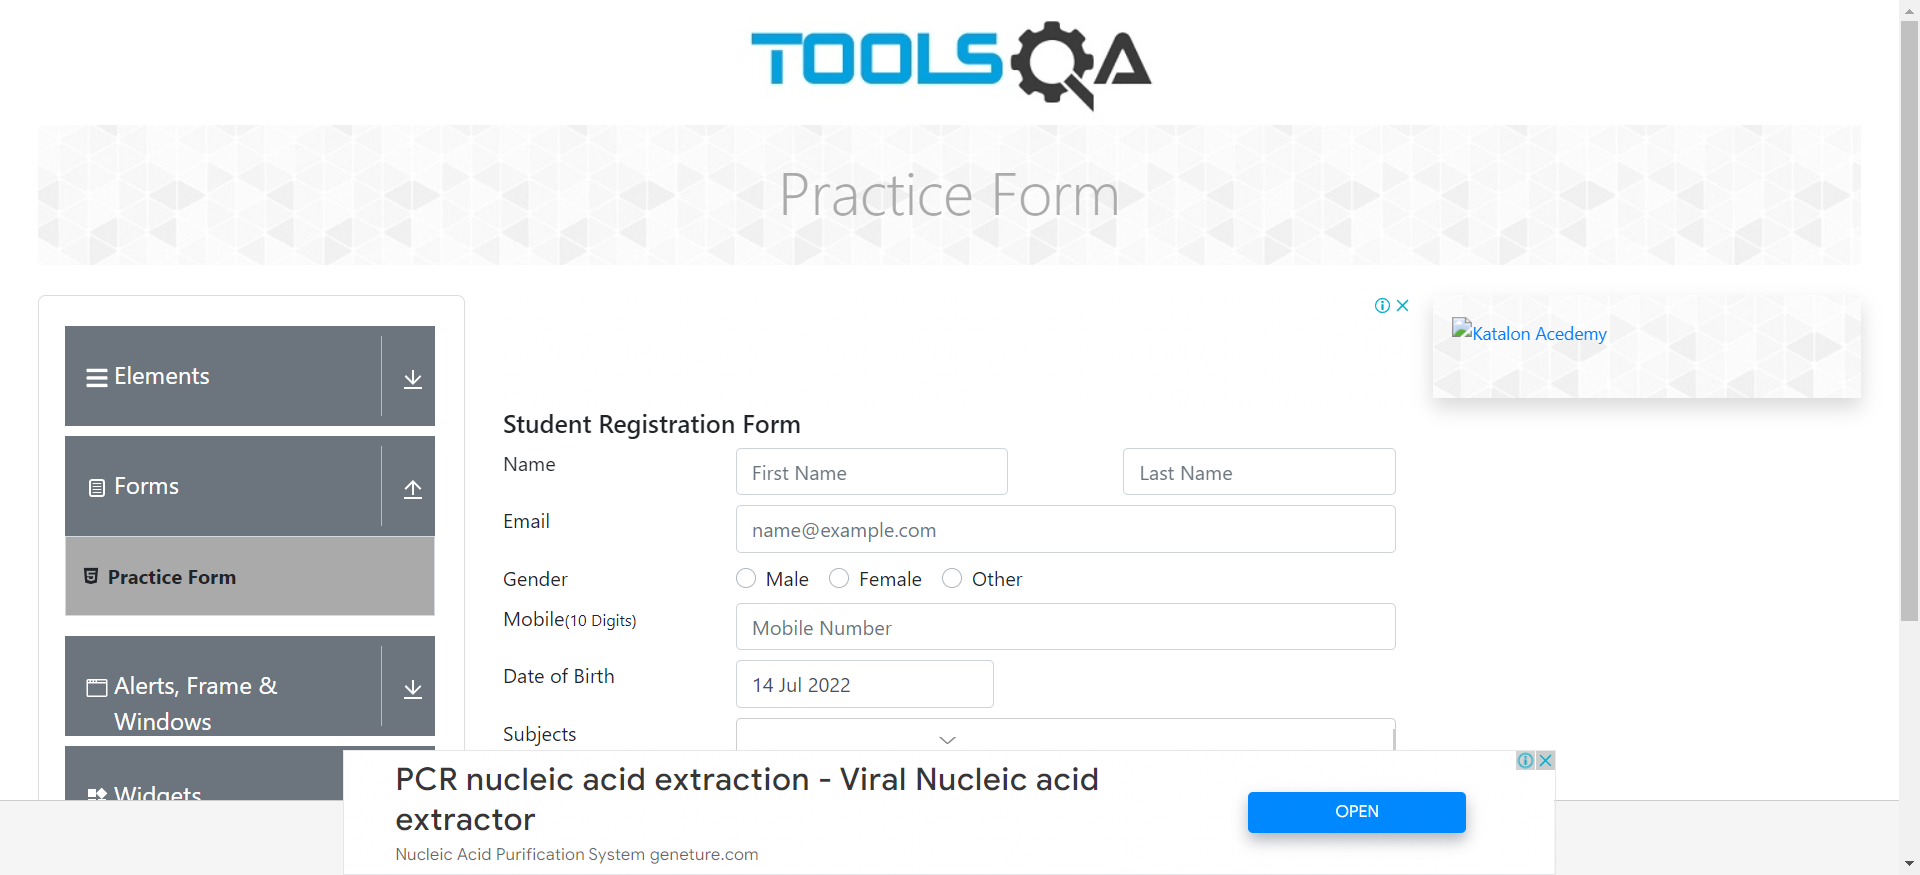 TOOLSQA
Practice Form
Elements
Forms
Practice Form
Alerts, Frame &
Windows
Widgets
Student Registration Form
Name
First Name
Last Name
Email
name@example.com
Gender
Male
Female
Other
Mobile(10 Digits)
Mobile Number
Date of Birth
14 Jul 2022
Subjects
Katalon Acedemy
PCR nucleic acid extraction - Viral Nucleic acid
extractor
Nucleic Acid Purification System geneture.com
OPEN